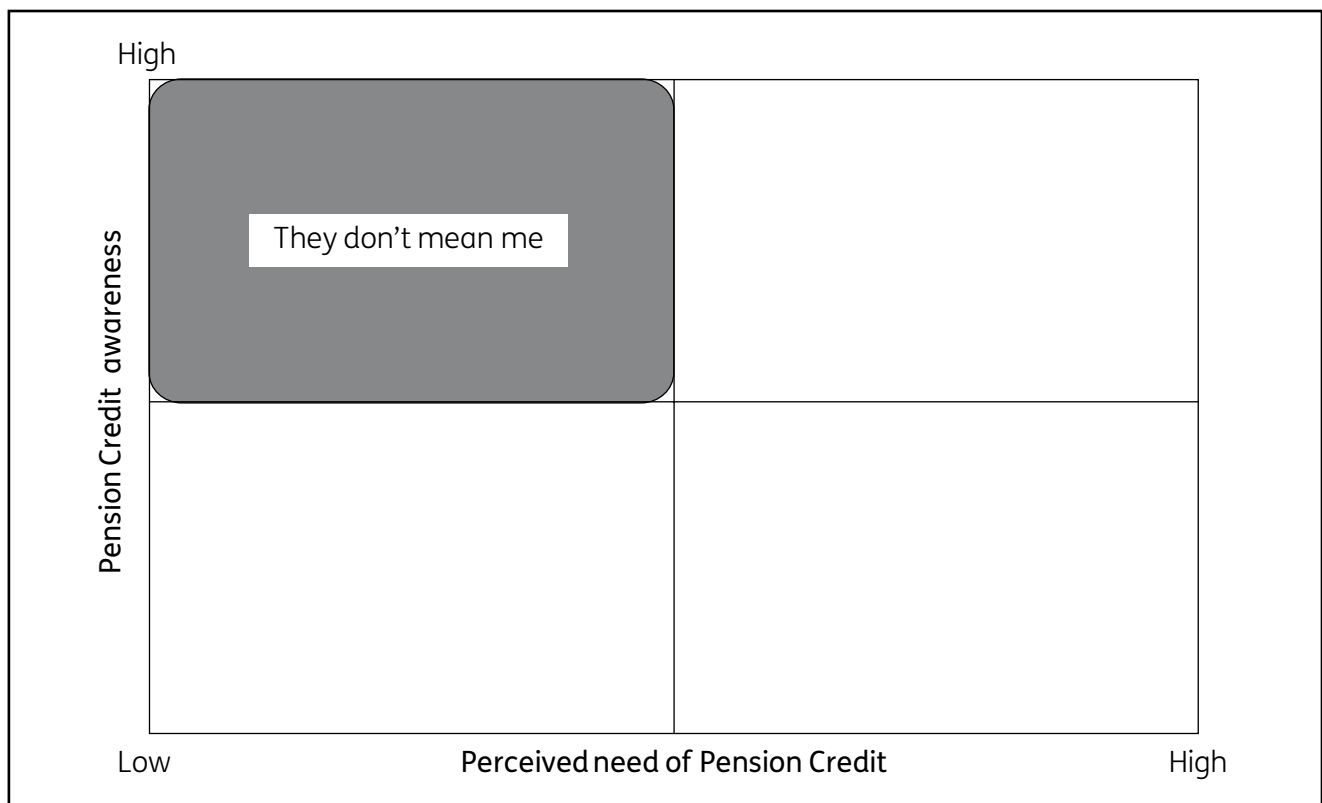 High
They don't mean me
Pension Credit awareness
Low
Perceived need of Pension Credit
High